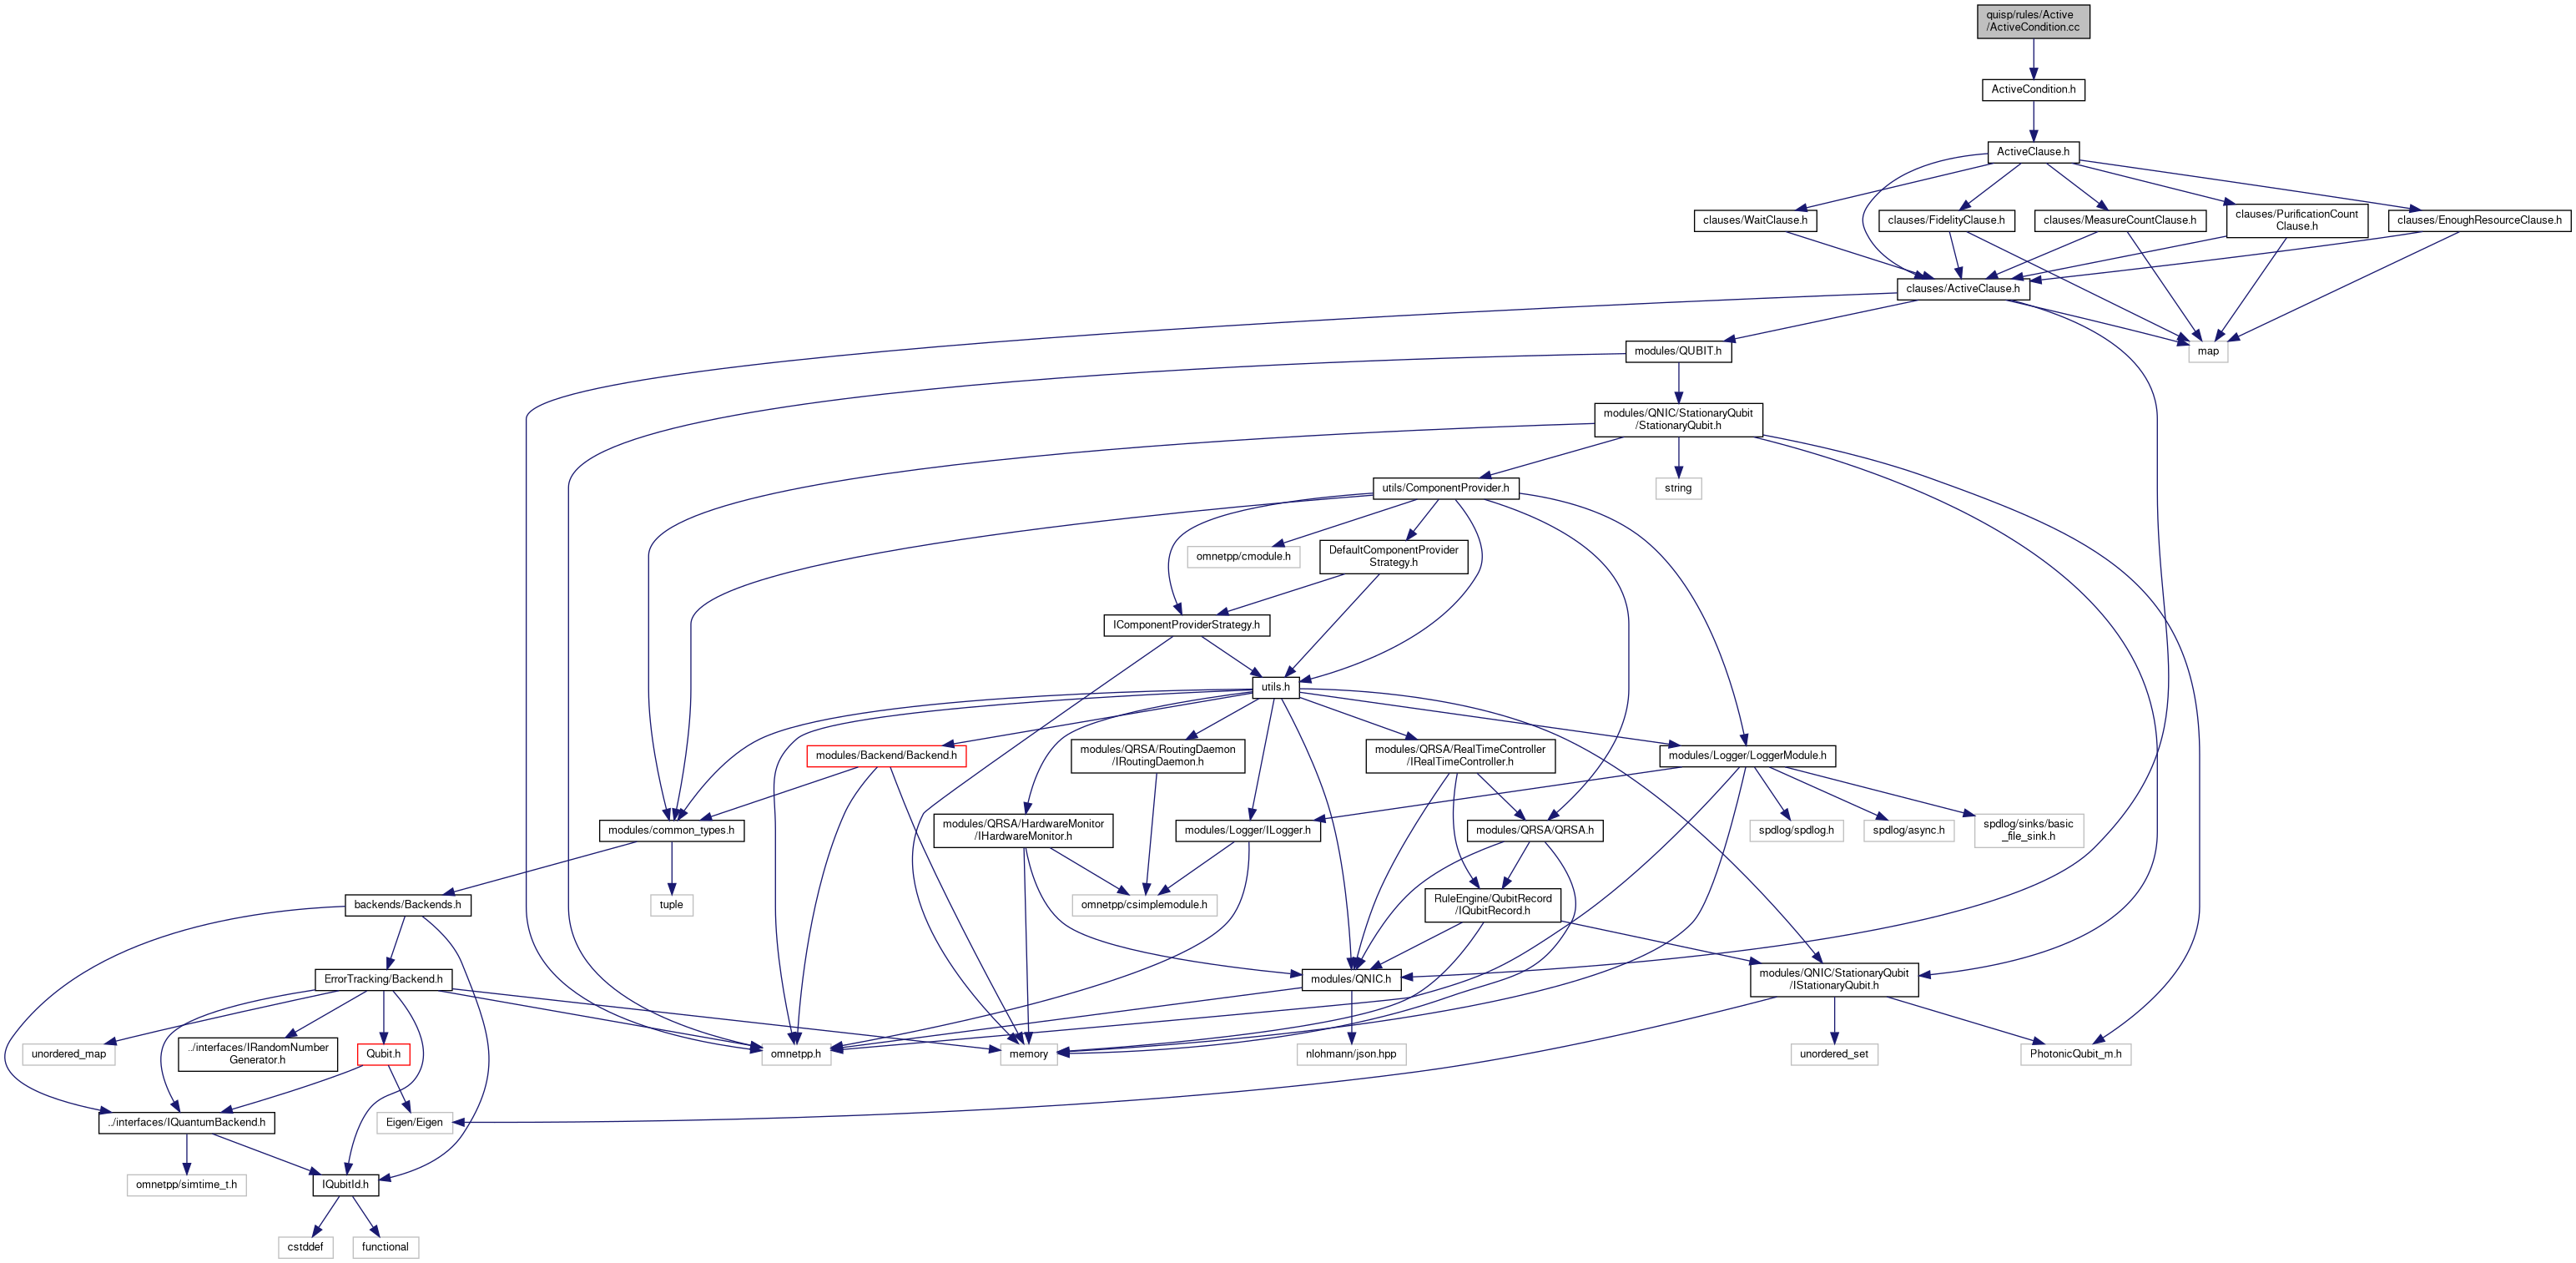 quisp/rules/Active
/ActiveCondition.cc
ActiveCondition.h
ActiveClause.h
clauses/WaitClause.h
clauses/FidelityClause.h
clauses/MeasureCountClause.h
clauses/PurificationCount
Clause.h
clauses/EnoughResourceClause.h
clauses/ActiveClause.h
modules/QUBIT.h
map
modules/QNIC/StationaryQubit
/StationaryQubit.h
utils/ComponentProvider.h
string
omnetpp/cmodule.h
DefaultComponentProvider
Strategy.h
IComponentProviderStrategy.h
utils.h
modules/Backend/Backend.h
modules/QRSA/RoutingDaemon
/IRoutingDaemon.h
modules/QRSA/RealTimeController
/IRealTimeController.h
modules/Logger/LoggerModule.h
modules/common_types.h
modules/QRSA/HardwareMonitor
/IHardwareMonitor.h
modules/Logger/ILogger.h
modules/QRSA/QRSA.h
spdlog/spdlog.h
spdlog/async.h
spdlog/sinks/basic
_file_sink.h
backends/Backends.h
tuple
omnetpp/csimplemodule.h
RuleEngine/QubitRecord
/IQubitRecord.h
ErrorTracking/Backend.h
modules/QNIC.h
modules/QNIC/StationaryQubit
/IStationaryQubit.h
unordered_map
../interfaces/IRandomNumber
Generator.h
Qubit.h
omnetpp.h
memory
nlohmann/json.hpp
unordered_set
PhotonicQubit_m.h
../interfaces/IQuantumBackend.h
Eigen/Eigen
omnetpp/simtime_t.h
IQubitId.h
cstddef
functional